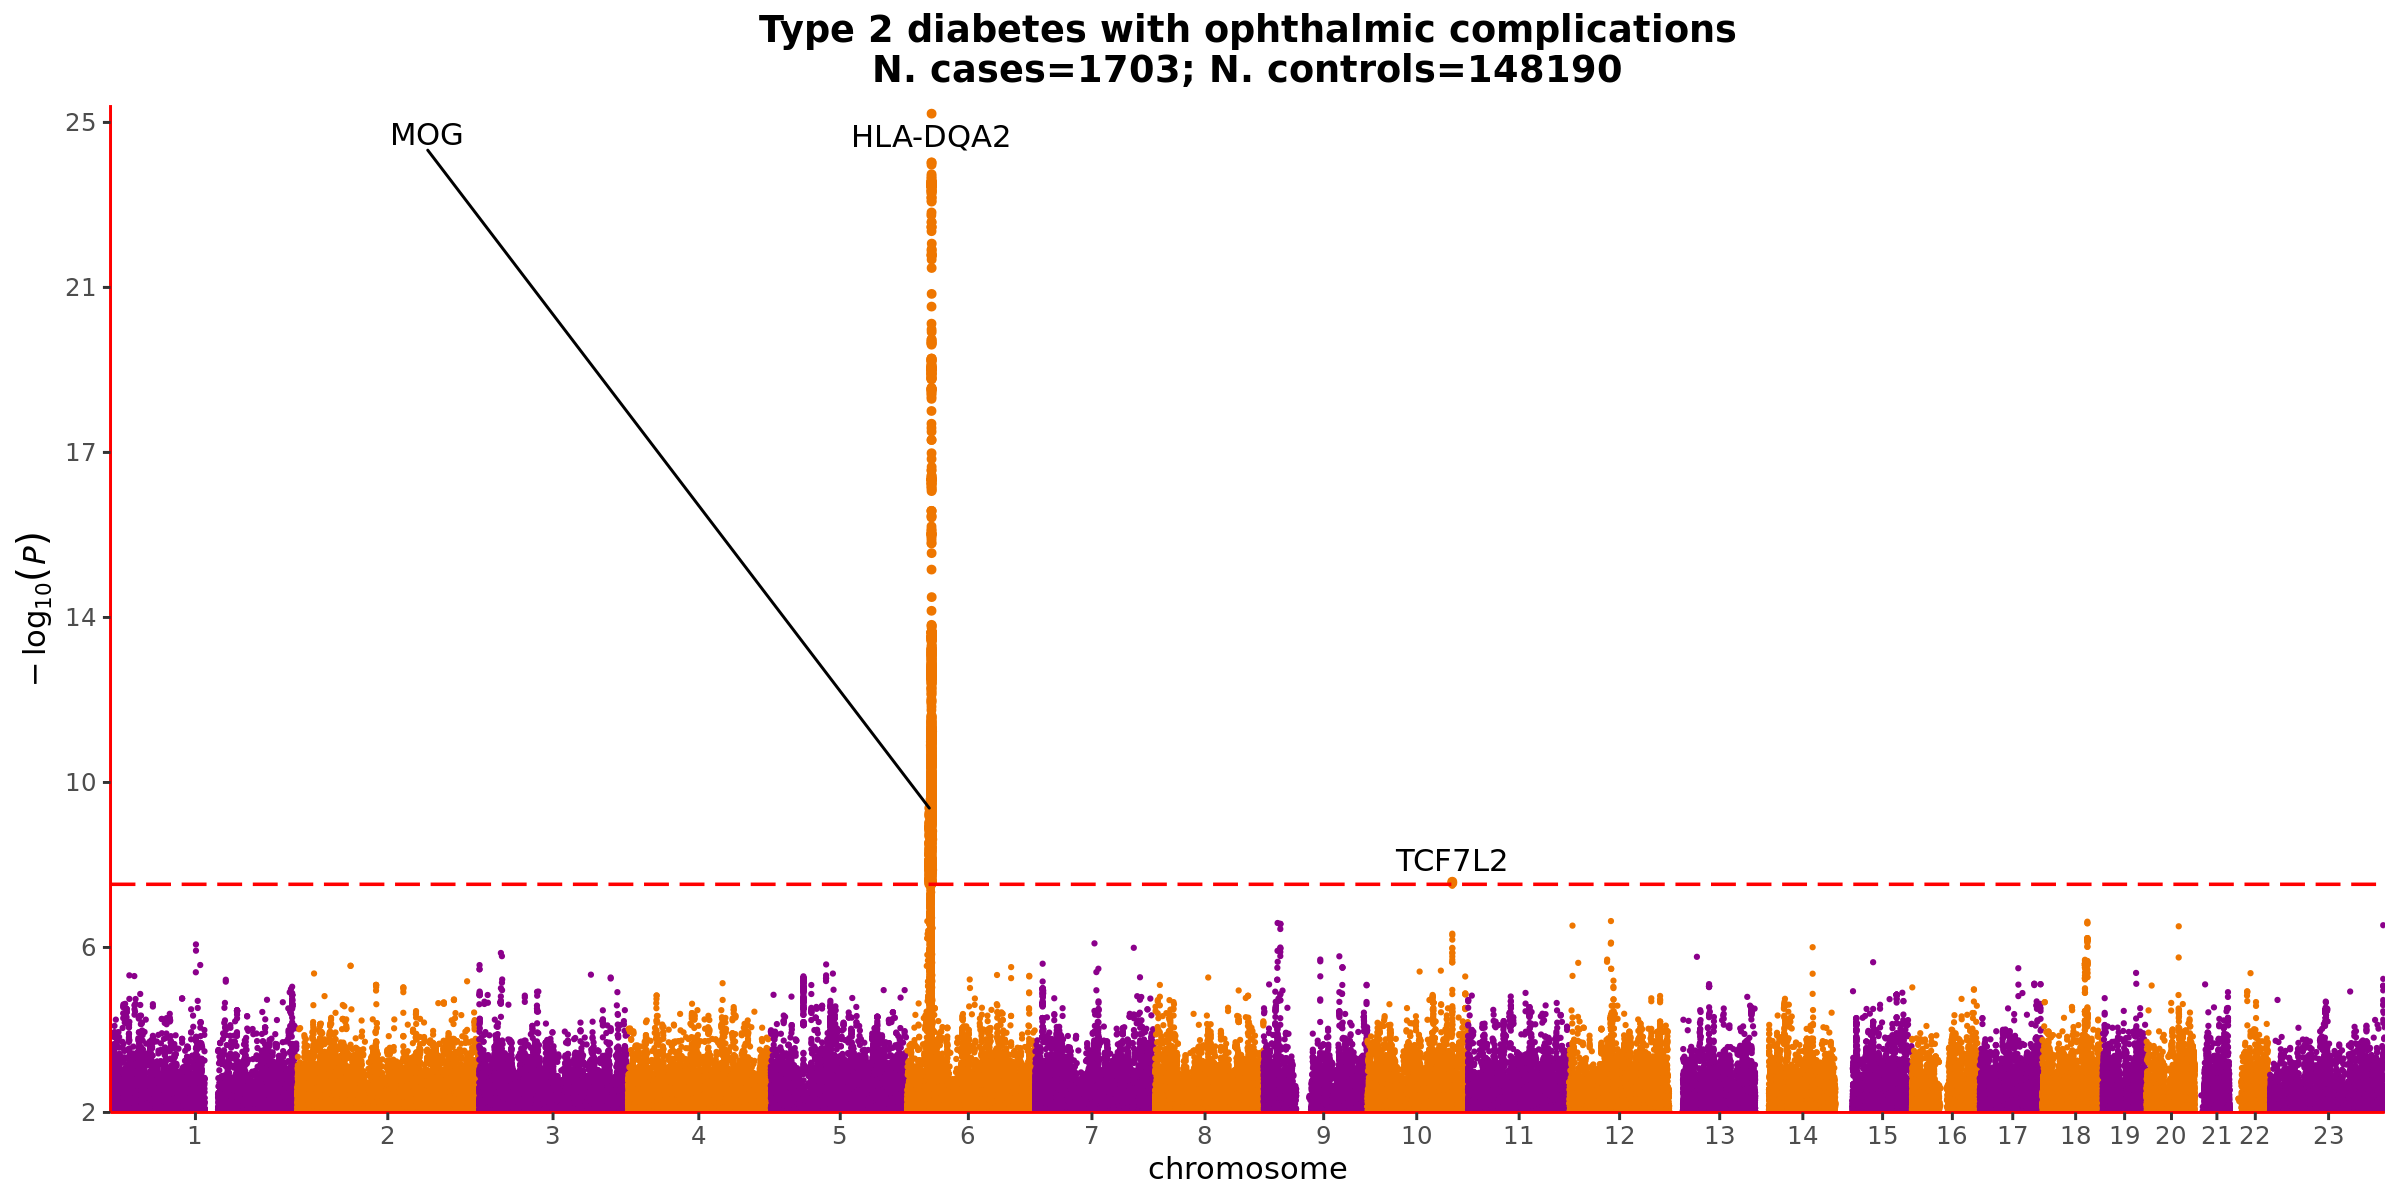 Type 2 diabetes with ophthalmic complications
N. cases=1703; N. controls=148190
MOG
HLA-DQA2
TCF7L2
25
21
17
14
10
6
2
−log₁₀(P)
1 2 3 4 5 6 7 8 9 10 11 12 13 14 15 16 17 18 19 20 21 22 23
chromosome